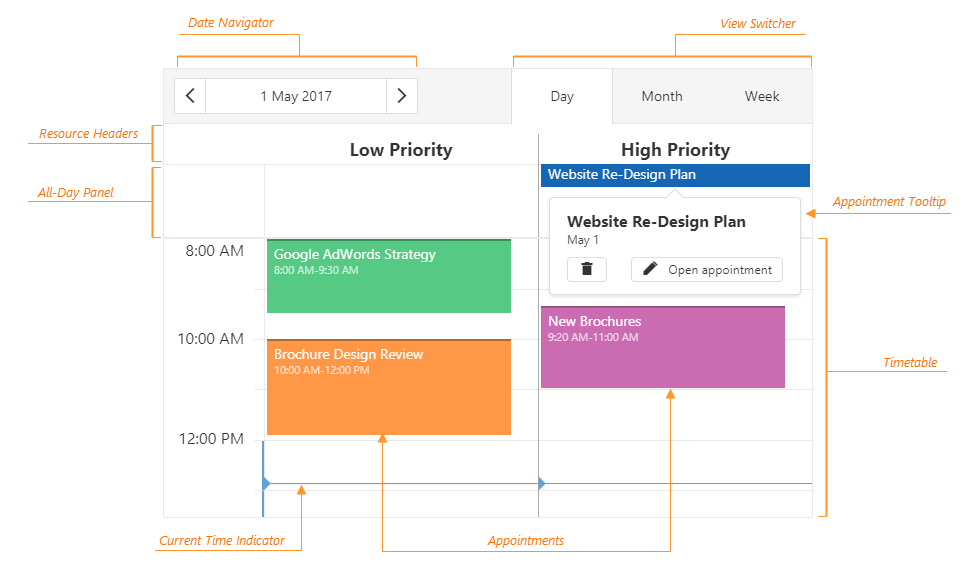 Date Navigator
View Switcher
1 May 2017
Day
Month
Week
Resource Headers
Low Priority
High Priority
All-Day Panel
Website Re-Design Plan
Appointment Tooltip
Website Re-Design Plan
May 1
Open appointment
8:00 AM
Google AdWords Strategy
8:00 AM-9:30 AM
New Brochures
9:20 AM-11:00 AM
10:00 AM
Brochure Design Review
10:00 AM-12:00 PM
Timetable
12:00 PM
Current Time Indicator
Appointments